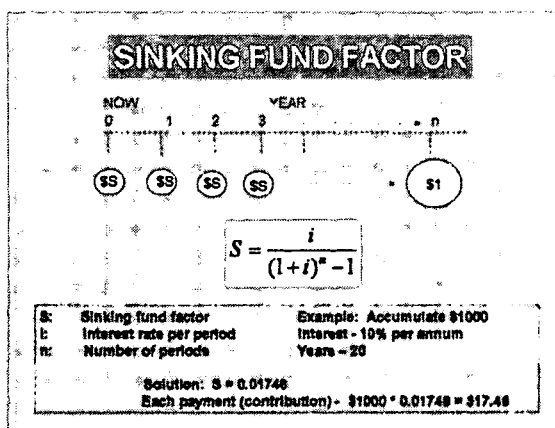 SINKING FUND FACTOR
NOW YEAR
0 1 2 3 n
$S $S $S $S $1
S = i / ((1+i)^n − 1)
S: Sinking fund factor Example: Accumulate $1000
i: Interest rate per period Interest - 10% per annum
n: Number of periods Years - 20
Solution: S = 0.01746
Each payment (contribution) - $1000 * 0.01746 = $17.46